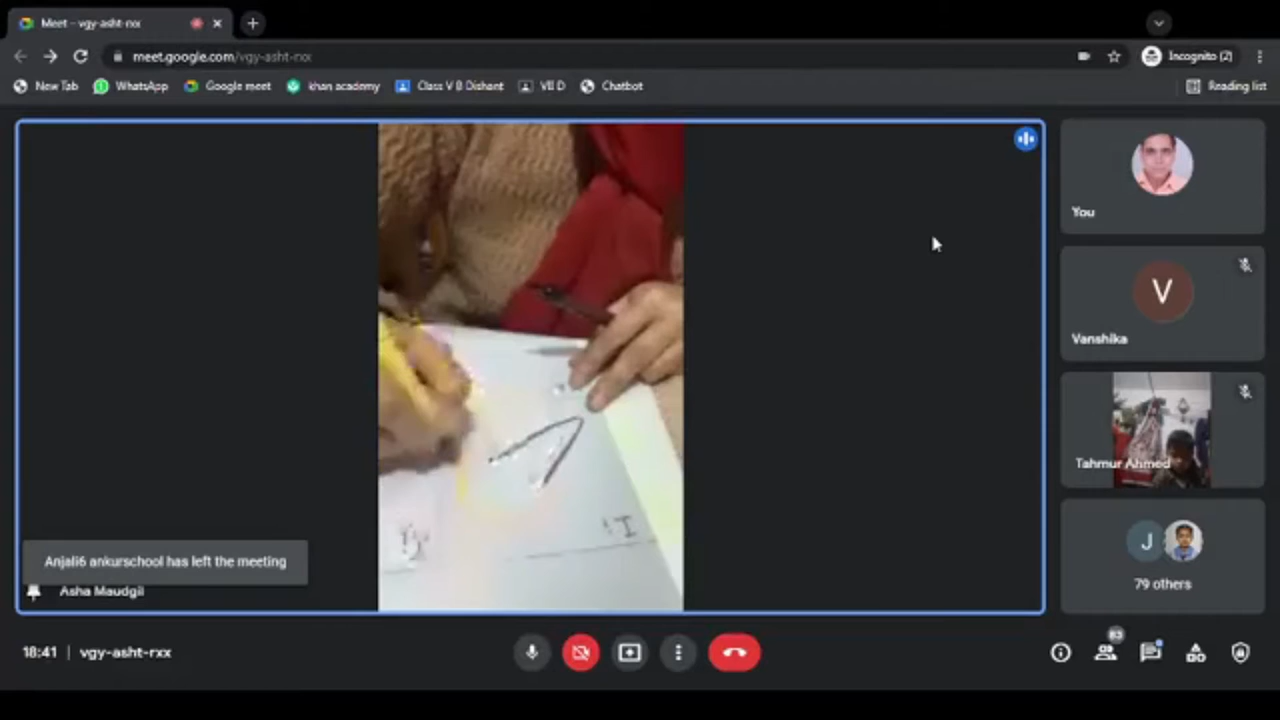 Meet - vgy-asht-rxx
meet.google.com/vgy-asht-rxx
Incognito (2)
New Tab
WhatsApp
Google meet
khan academy
Class V B Dishant
VII D
Chatbot
Reading list
You
V
Vanshika
Tahmur Ahmed
J
79 others
Anjali6 ankurschool has left the meeting
Asha Maudgil
18:41 | vgy-asht-rxx
83